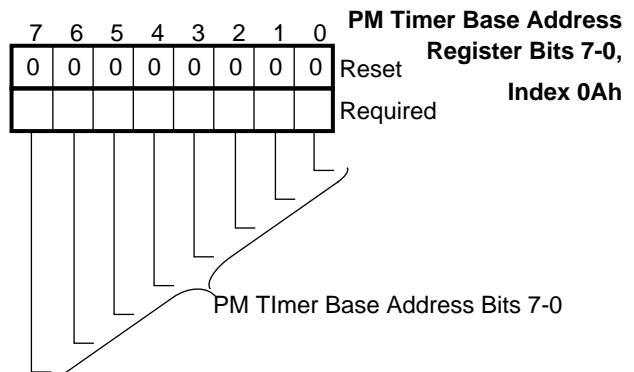 PM Timer Base Address
Register Bits 7-0,
Index 0Ah
7 6 5 4 3 2 1 0
0 0 0 0 0 0 0 0 Reset
Required
PM TImer Base Address Bits 7-0